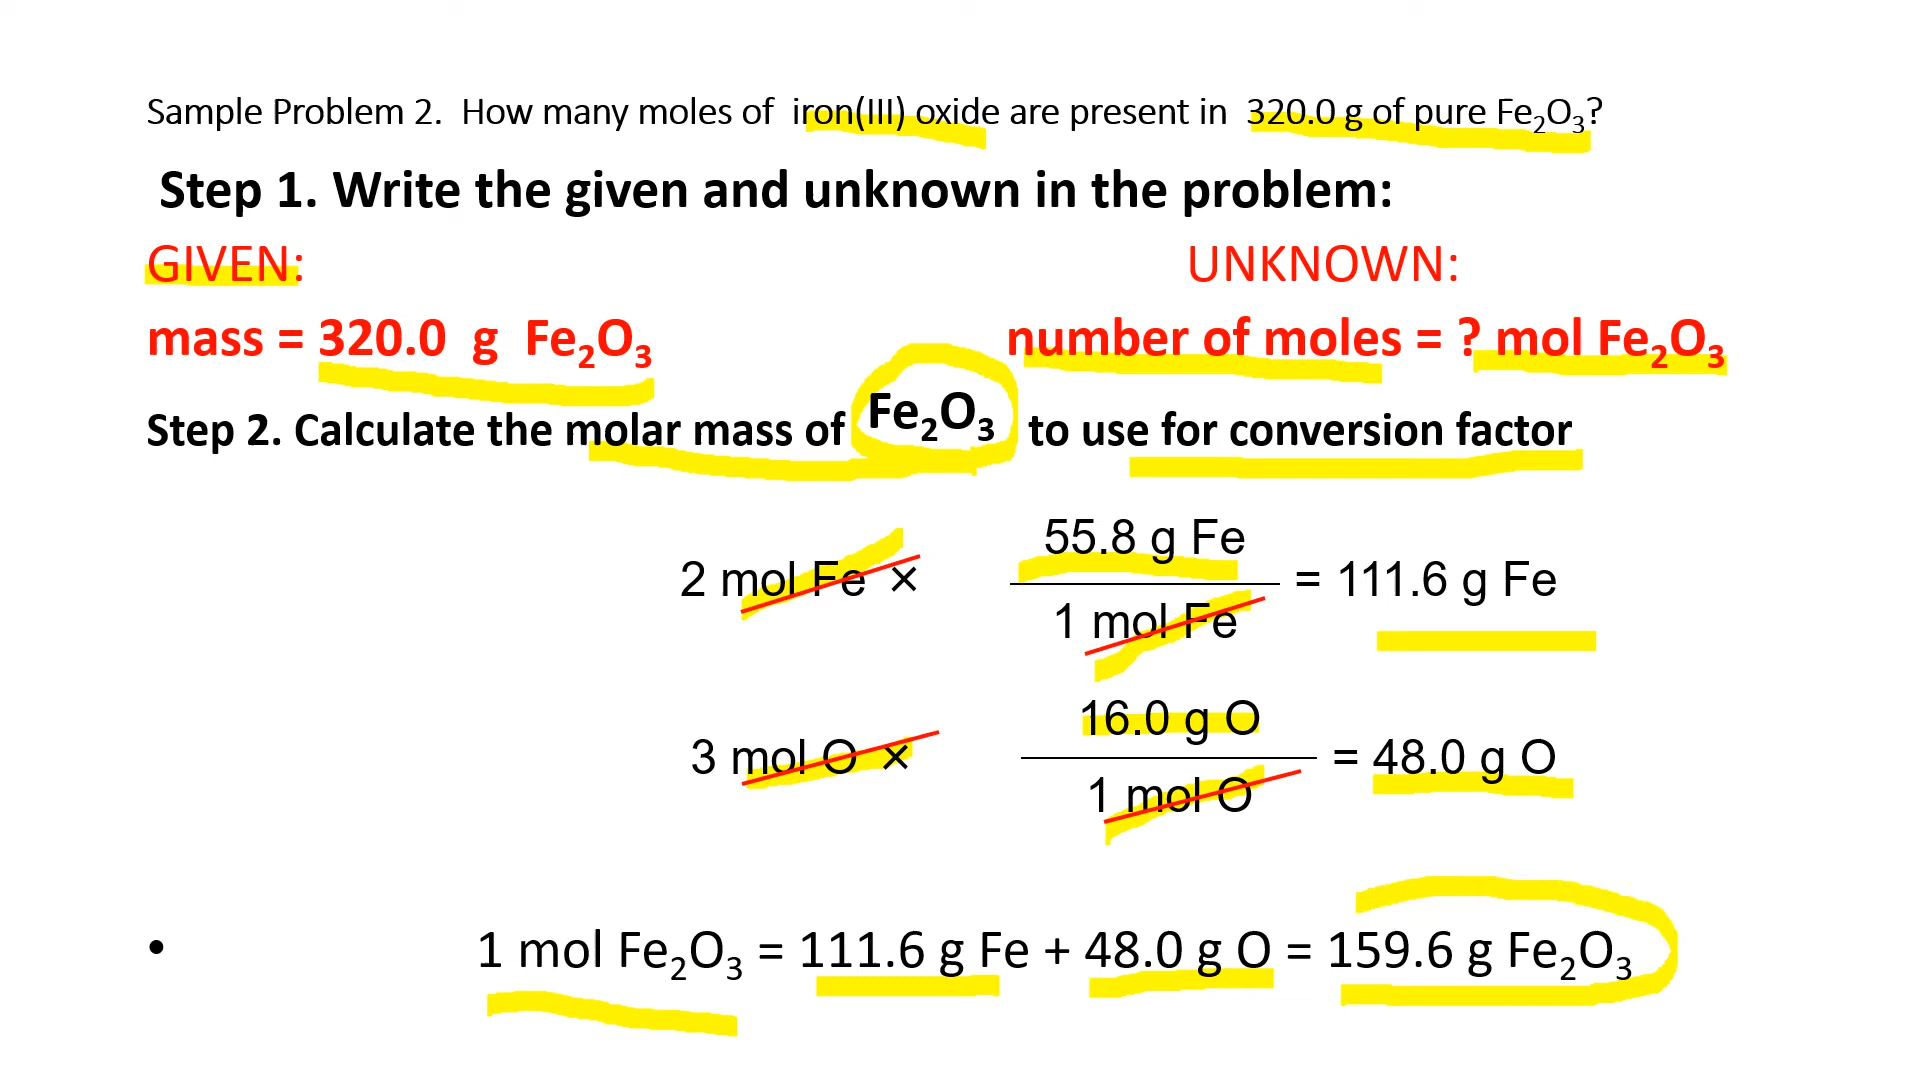 Sample Problem 2. How many moles of iron(III) oxide are present in 320.0 g of pure Fe₂O₃?
Step 1. Write the given and unknown in the problem:
GIVEN: UNKNOWN:
mass = 320.0 g Fe₂O₃ number of moles = ? mol Fe₂O₃
Step 2. Calculate the molar mass of Fe₂O₃ to use for conversion factor
55.8 g Fe
2 mol Fe × = 111.6 g Fe
1 mol Fe
16.0 g O
3 mol O × = 48.0 g O
1 mol O
• 1 mol Fe₂O₃ = 111.6 g Fe + 48.0 g O = 159.6 g Fe₂O₃